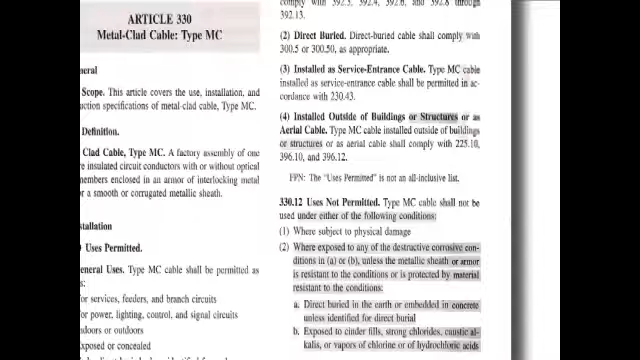 ARTICLE 330
Metal-Clad Cable: Type MC
neral
Scope. This article covers the use, installation, and
uction specifications of metal-clad cable, Type MC.
Definition.
Clad Cable, Type MC. A factory assembly of one
re insulated circuit conductors with or without optical
members enclosed in an armor of interlocking metal
or a smooth or corrugated metallic sheath.
stallation
Uses Permitted.
eneral Uses. Type MC cable shall be permitted as
s:
or services, feeders, and branch circuits
or power, lighting, control, and signal circuits
ndoors or outdoors
xposed or concealed
comply with 392.3, 392.4, 392.6, and 392.8 through
392.13.
(2) Direct Buried. Direct-buried cable shall comply with
300.5 or 300.50, as appropriate.
(3) Installed as Service-Entrance Cable. Type MC cable
installed as service-entrance cable shall be permitted in ac-
cordance with 230.43.
(4) Installed Outside of Buildings or Structures or as
Aerial Cable. Type MC cable installed outside of buildings
or structures or as aerial cable shall comply with 225.10,
396.10, and 396.12.
FPN: The "Uses Permitted" is not an all-inclusive list.
330.12 Uses Not Permitted. Type MC cable shall not be
used under either of the following conditions:
(1) Where subject to physical damage
(2) Where exposed to any of the destructive corrosive con-
ditions in (a) or (b), unless the metallic sheath or armor
is resistant to the conditions or is protected by material
resistant to the conditions:
a. Direct buried in the earth or embedded in concrete
unless identified for direct burial
b. Exposed to cinder fills, strong chlorides, caustic al-
kalis, or vapors of chlorine or of hydrochloric acids